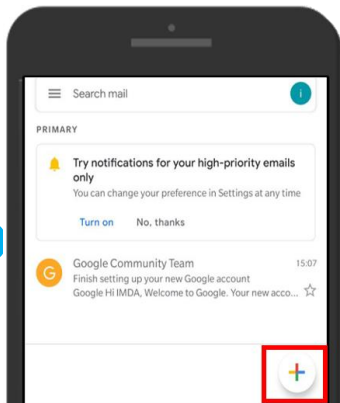 Search mail
i
PRIMARY
Try notifications for your high-priority emails
only
You can change your preference in Settings at any time
Turn on No, thanks
G
Google Community Team 15:07
Finish setting up your new Google account
Google Hi IMDA, Welcome to Google. Your new acco...